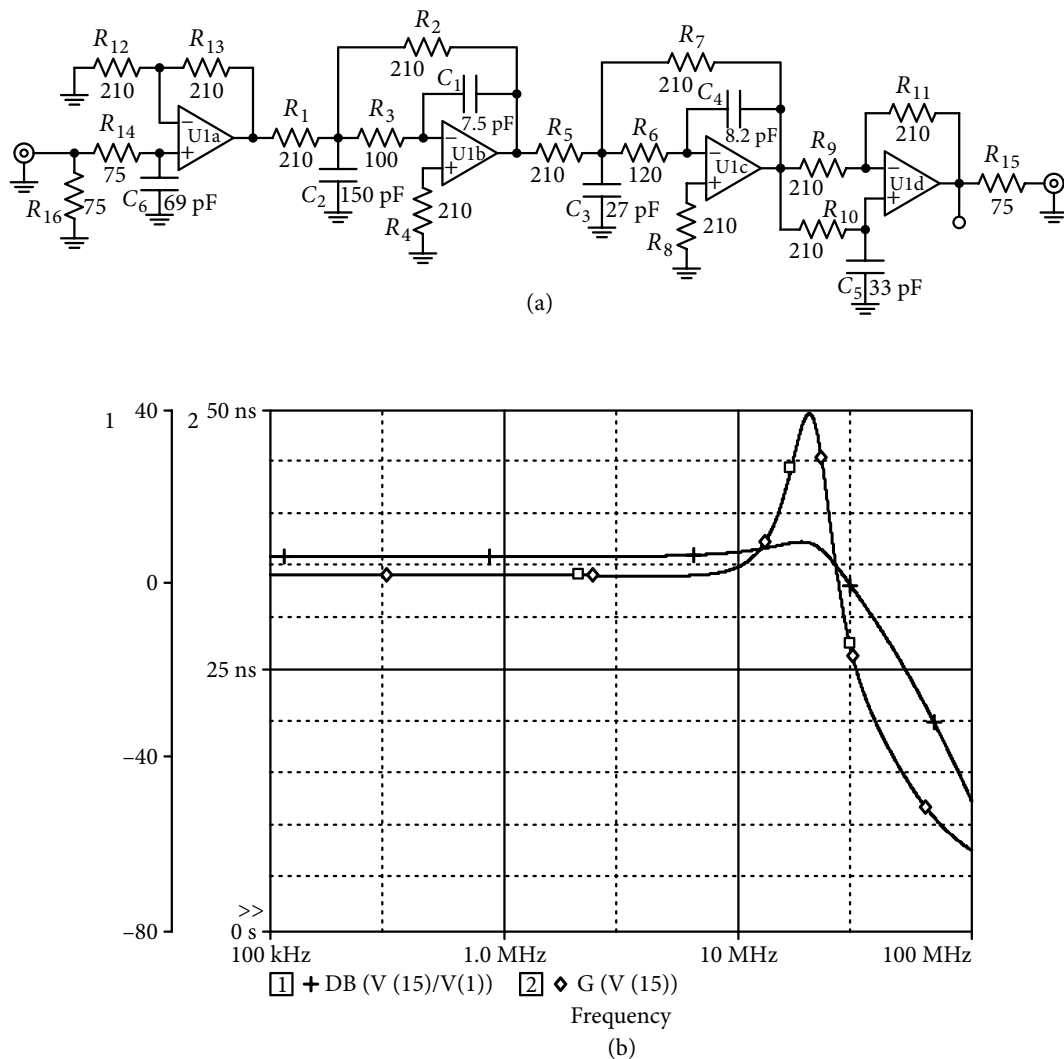 R12
210
R13
210
R14
75
R16
75
C6
69 pF
U1a
R1
210
R2
210
C1
7.5 pF
R3
100
C2
150 pF
U1b
R4
210
R5
210
R6
120
R7
210
C4
8.2 pF
C3
27 pF
U1c
R8
210
R9
210
R10
210
R11
210
U1d
C5
33 pF
R15
75
(a)
1
40
0
−40
−80
2
50 ns
25 ns
0 s
>>
100 kHz
1.0 MHz
10 MHz
100 MHz
1 DB (V (15)/V(1))
2 G (V (15))
Frequency
(b)